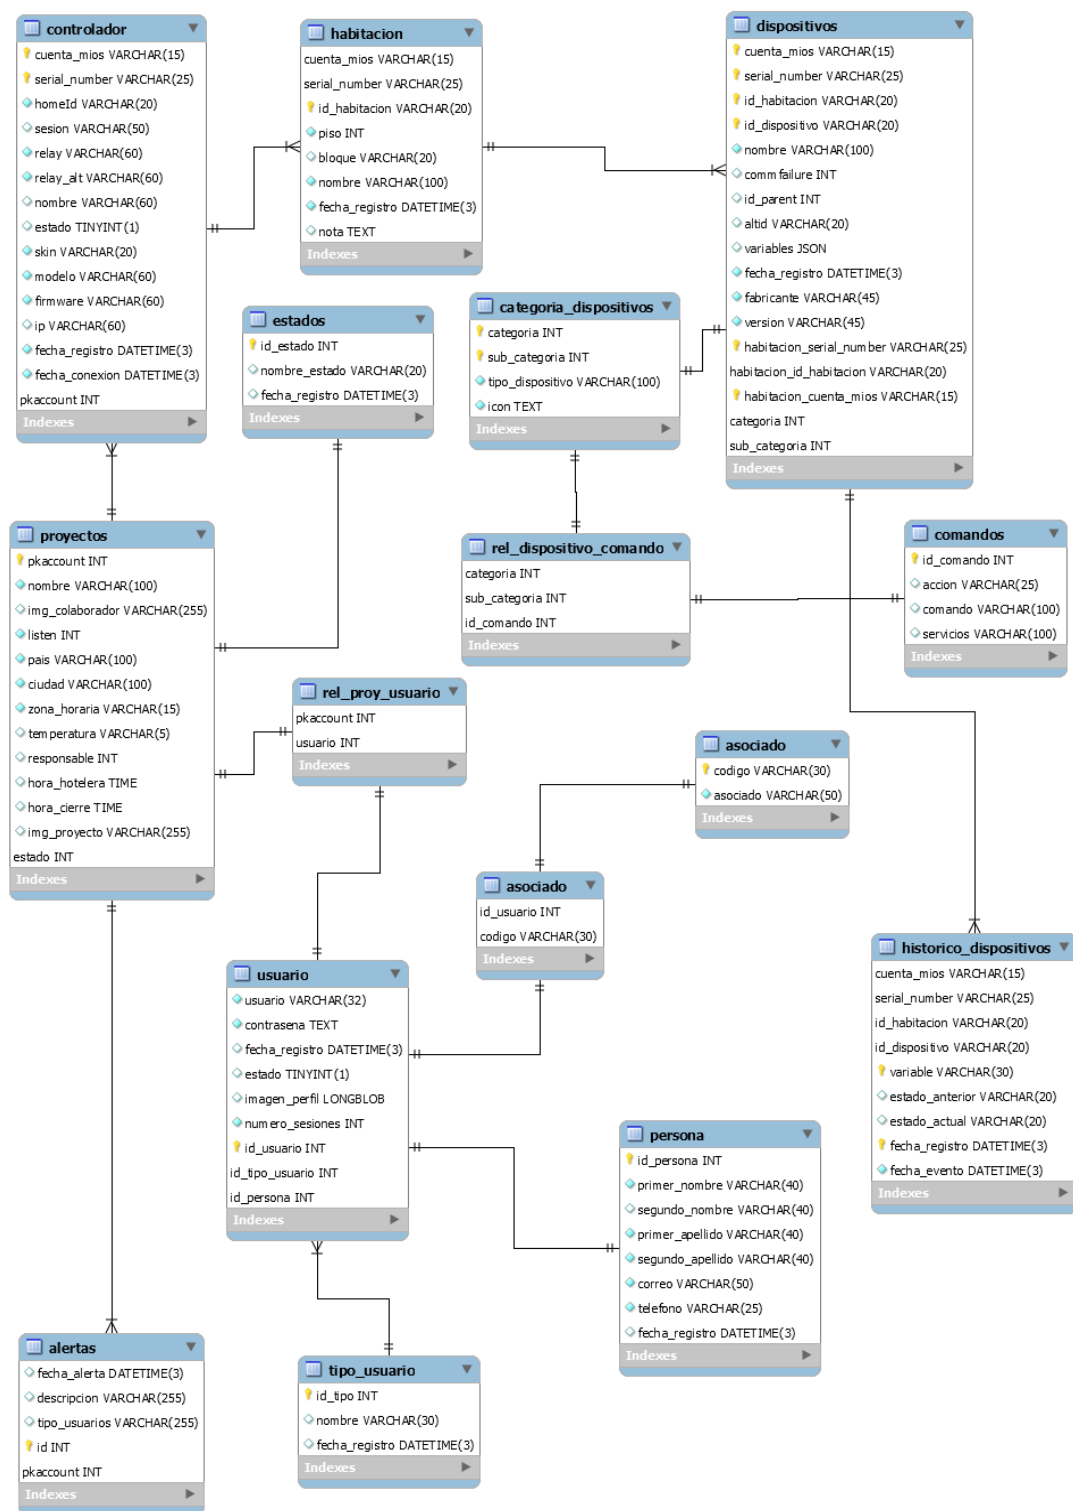 controlador
cuenta_mios VARCHAR(15)
serial_number VARCHAR(25)
homeId VARCHAR(20)
sesion VARCHAR(50)
relay VARCHAR(60)
relay_alt VARCHAR(60)
nombre VARCHAR(60)
estado TINYINT(1)
skin VARCHAR(20)
modelo VARCHAR(60)
firmware VARCHAR(60)
ip VARCHAR(60)
fecha_registro DATETIME(3)
fecha_conexion DATETIME(3)
pkaccount INT
Indexes
habitacion
cuenta_mios VARCHAR(15)
serial_number VARCHAR(25)
id_habitacion VARCHAR(20)
piso INT
bloque VARCHAR(20)
nombre VARCHAR(100)
fecha_registro DATETIME(3)
nota TEXT
Indexes
dispositivos
cuenta_mios VARCHAR(15)
serial_number VARCHAR(25)
id_habitacion VARCHAR(20)
id_dispositivo VARCHAR(20)
nombre VARCHAR(100)
commfailure INT
id_parent INT
altid VARCHAR(20)
variables JSON
fecha_registro DATETIME(3)
fabricante VARCHAR(45)
version VARCHAR(45)
habitacion_serial_number VARCHAR(25)
habitacion_id_habitacion VARCHAR(20)
habitacion_cuenta_mios VARCHAR(15)
categoria INT
sub_categoria INT
Indexes
estados
id_estado INT
nombre_estado VARCHAR(20)
fecha_registro DATETIME(3)
Indexes
categoria_dispositivos
categoria INT
sub_categoria INT
tipo_dispositivo VARCHAR(100)
icon TEXT
Indexes
proyectos
pkaccount INT
nombre VARCHAR(100)
img_colaborador VARCHAR(255)
listen INT
pais VARCHAR(100)
ciudad VARCHAR(100)
zona_horaria VARCHAR(15)
temperatura VARCHAR(5)
responsable INT
hora_hotelera TIME
hora_cierre TIME
img_proyecto VARCHAR(255)
estado INT
Indexes
rel_dispositivo_comando
categoria INT
sub_categoria INT
id_comando INT
Indexes
comandos
id_comando INT
accion VARCHAR(25)
comando VARCHAR(100)
servicios VARCHAR(100)
Indexes
rel_proy_usuario
pkaccount INT
usuario INT
Indexes
asociado
codigo VARCHAR(30)
asociado VARCHAR(50)
Indexes
asociado
id_usuario INT
codigo VARCHAR(30)
Indexes
usuario
usuario VARCHAR(32)
contrasena TEXT
fecha_registro DATETIME(3)
estado TINYINT(1)
imagen_perfil LONGBLOB
numero_sesiones INT
id_usuario INT
id_tipo_usuario INT
id_persona INT
Indexes
historico_dispositivos
cuenta_mios VARCHAR(15)
serial_number VARCHAR(25)
id_habitacion VARCHAR(20)
id_dispositivo VARCHAR(20)
variable VARCHAR(30)
estado_anterior VARCHAR(20)
estado_actual VARCHAR(20)
fecha_registro DATETIME(3)
fecha_evento DATETIME(3)
Indexes
persona
id_persona INT
primer_nombre VARCHAR(40)
segundo_nombre VARCHAR(40)
primer_apellido VARCHAR(40)
segundo_apellido VARCHAR(40)
correo VARCHAR(50)
telefono VARCHAR(25)
fecha_registro DATETIME(3)
Indexes
alertas
fecha_alerta DATETIME(3)
descripcion VARCHAR(255)
tipo_usuarios VARCHAR(255)
id INT
pkaccount INT
Indexes
tipo_usuario
id_tipo INT
nombre VARCHAR(30)
fecha_registro DATETIME(3)
Indexes